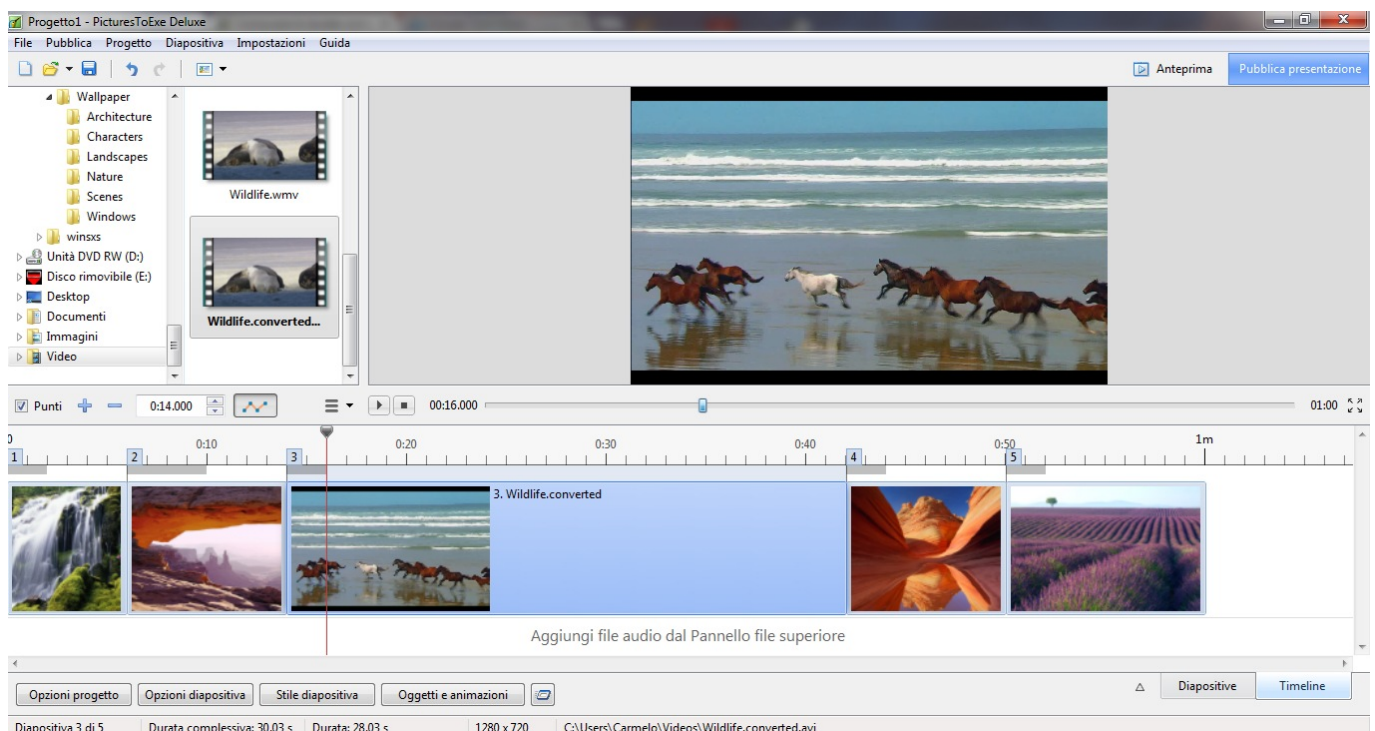 Progetto1 - PicturesToExe Deluxe
File Pubblica Progetto Diapositiva Impostazioni Guida
Anteprima Pubblica presentazione
Wallpaper
Architecture
Characters
Landscapes
Nature
Scenes
Windows
winsxs
Unità DVD RW (D:)
Disco rimovibile (E:)
Desktop
Documenti
Immagini
Video
Wildlife.wmv
Wildlife.converted...
Punti 0:14.000 00:16.000 01:00
0 0:10 0:20 0:30 0:40 0:50 1m
1 2 3 4 5
3. Wildlife.converted
Aggiungi file audio dal Pannello file superiore
Opzioni progetto Opzioni diapositiva Stile diapositiva Oggetti e animazioni Diapositive Timeline
Diapositiva 3 di 5 Durata complessiva: 30.03 s Durata: 28.03 s 1280 x 720 C:\Users\Carmelo\Videos\Wildlife.converted.avi